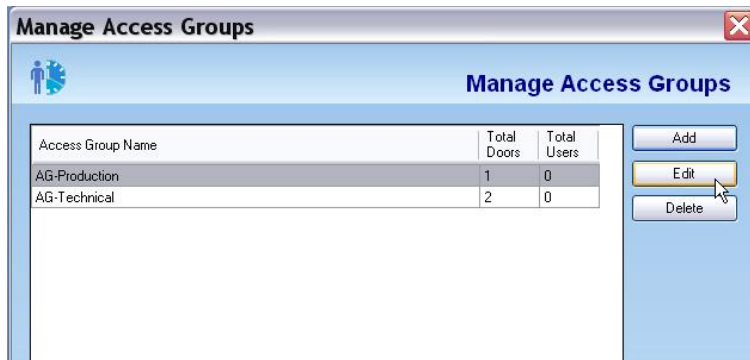 Manage Access Groups
Manage Access Groups
Access Group Name Total Doors Total Users
AG-Production 1 0
AG-Technical 2 0
Add
Edit
Delete